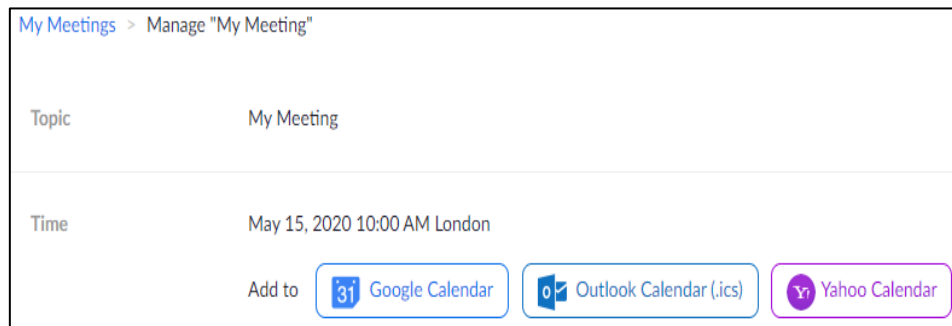 My Meetings > Manage "My Meeting"
Topic My Meeting
Time May 15, 2020 10:00 AM London
Add to 31 Google Calendar Outlook Calendar (.ics) Yahoo Calendar